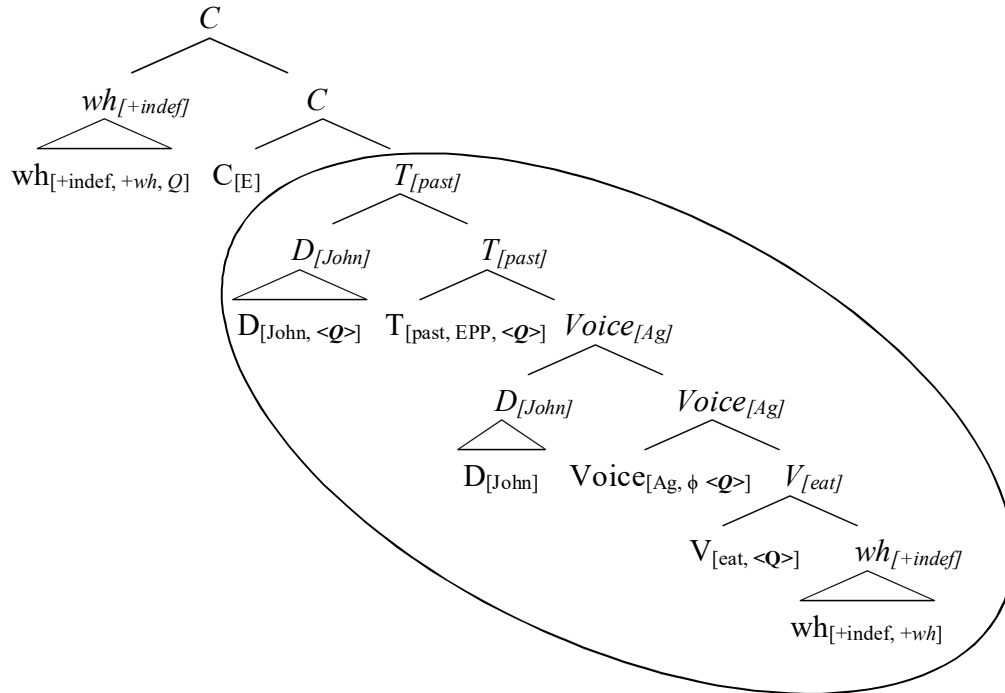 C
wh[+indef] C
wh[+indef, +wh, Q] C[E] T[past]
D[John] T[past]
D[John, <Q>] T[past, EPP, <Q>] Voice[Ag]
D[John] Voice[Ag]
D[John] Voice[Ag, ϕ <Q>] V[eat]
V[eat, <Q>] wh[+indef]
wh[+indef, +wh]